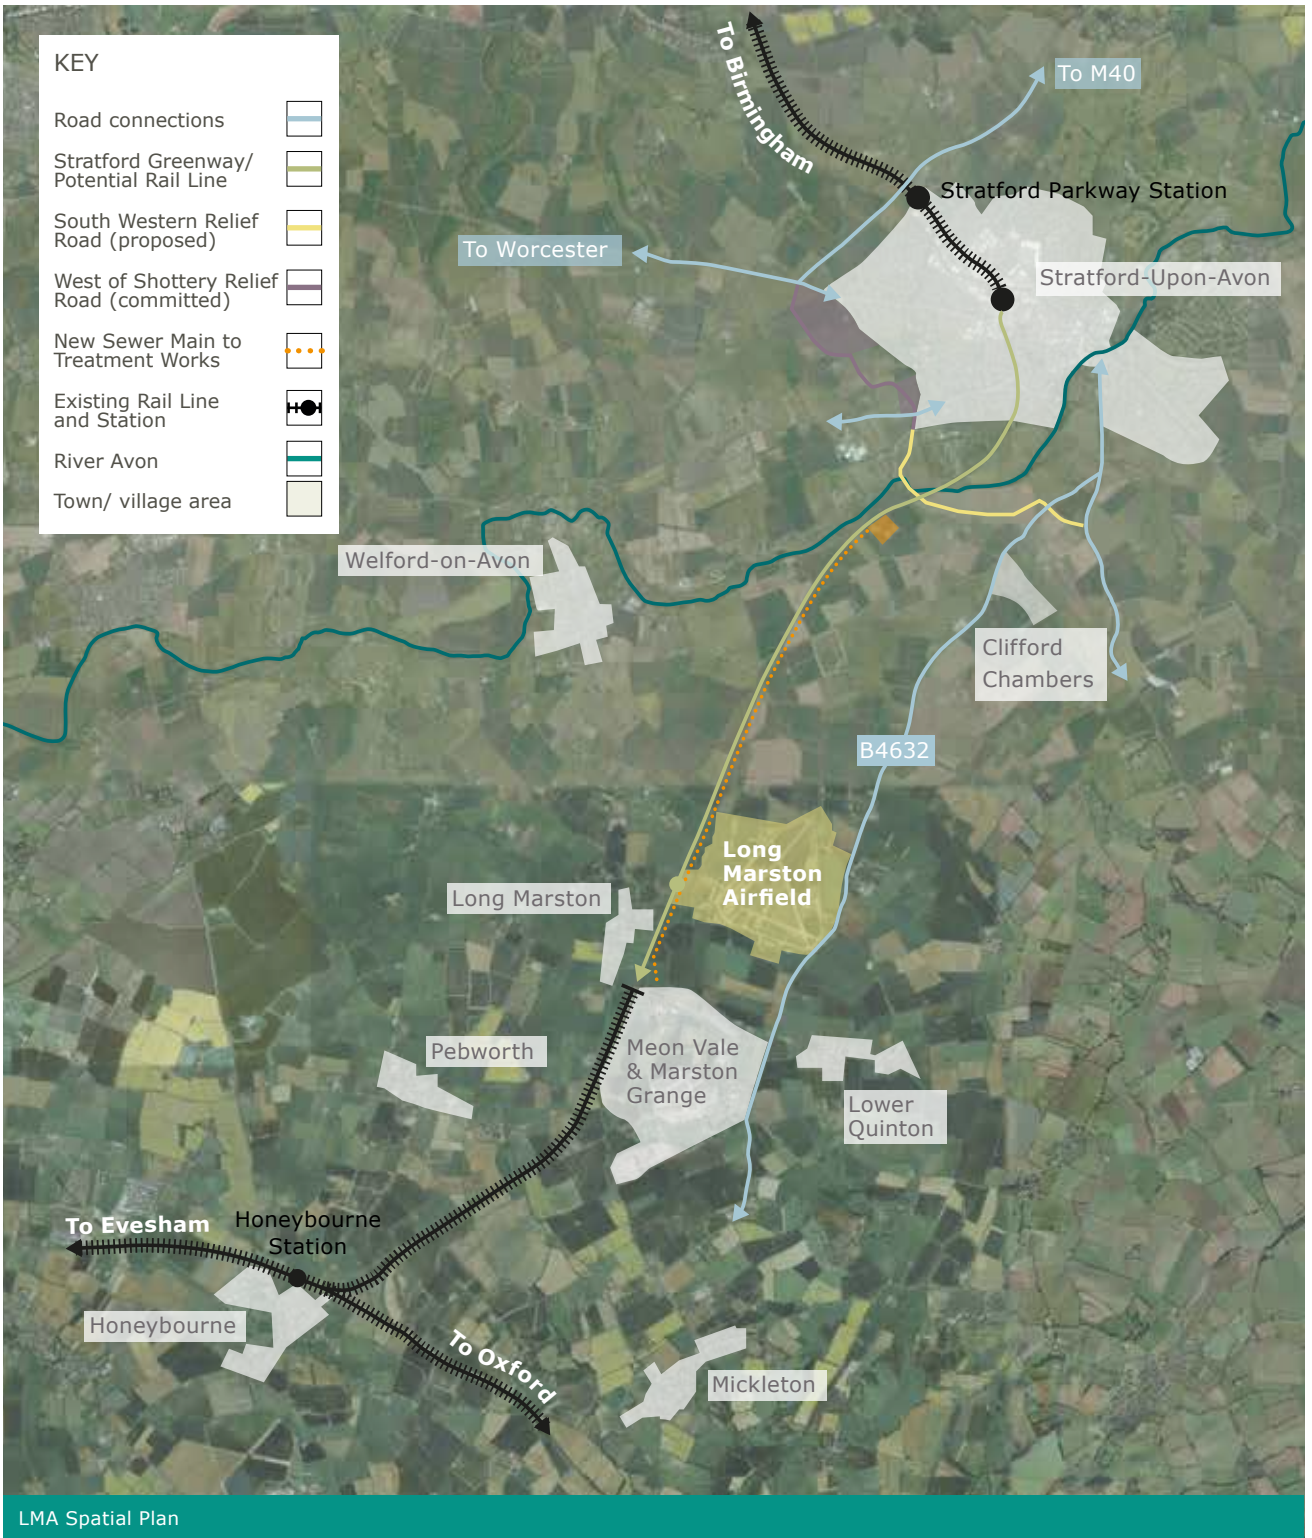 KEY
Road connections
Stratford Greenway/
Potential Rail Line
South Western Relief
Road (proposed)
West of Shottery Relief
Road (committed)
New Sewer Main to
Treatment Works
Existing Rail Line
and Station
River Avon
Town/ village area
To Birmingham
To M40
Stratford Parkway Station
To Worcester
Stratford-Upon-Avon
Welford-on-Avon
Clifford
Chambers
B4632
Long
Marston
Airfield
Long Marston
Pebworth
Meon Vale
& Marston
Grange
Lower
Quinton
To Evesham
Honeybourne
Station
Honeybourne
To Oxford
Mickleton
LMA Spatial Plan